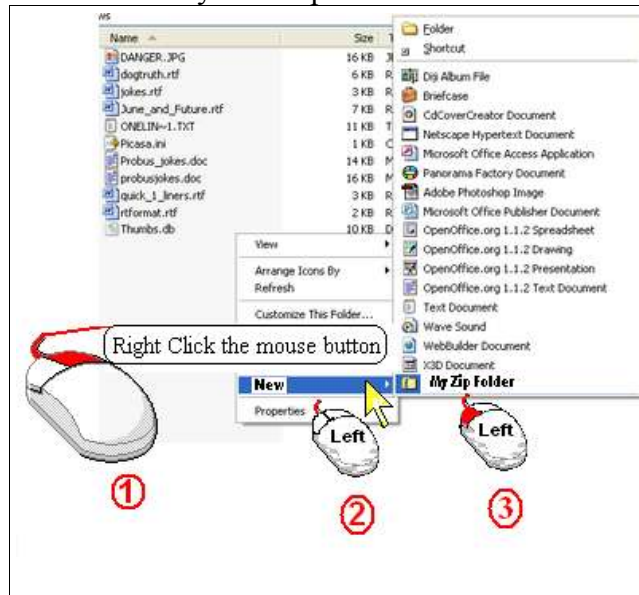 ws
Name Size
DANGER.JPG 16 KB
dogtruth.rtf 6 KB R
jokes.rtf 3 KB R
June_and_Future.rtf 7 KB R
ONELIN~1.TXT 11 KB T
Picasa.ini 1 KB C
Probus_jokes.doc 14 KB M
probusjokes.doc 16 KB M
quick_1_liners.rtf 3 KB R
rtformat.rtf 2 KB R
Thumbs.db 10 KB D
View
Arrange Icons By
Refresh
Customize This Folder...
Right Click the mouse button
New
Properties
Folder
Shortcut
Digi Album File
Briefcase
CdCoverCreator Document
Netscape Hypertext Document
Microsoft Office Access Application
Panorama Factory Document
Adobe Photoshop Image
Microsoft Office Publisher Document
OpenOffice.org 1.1.2 Spreadsheet
OpenOffice.org 1.1.2 Drawing
OpenOffice.org 1.1.2 Presentation
OpenOffice.org 1.1.2 Text Document
Text Document
Wave Sound
WebBuilder Document
X3D Document
My Zip Folder
Left
Left
1
2
3